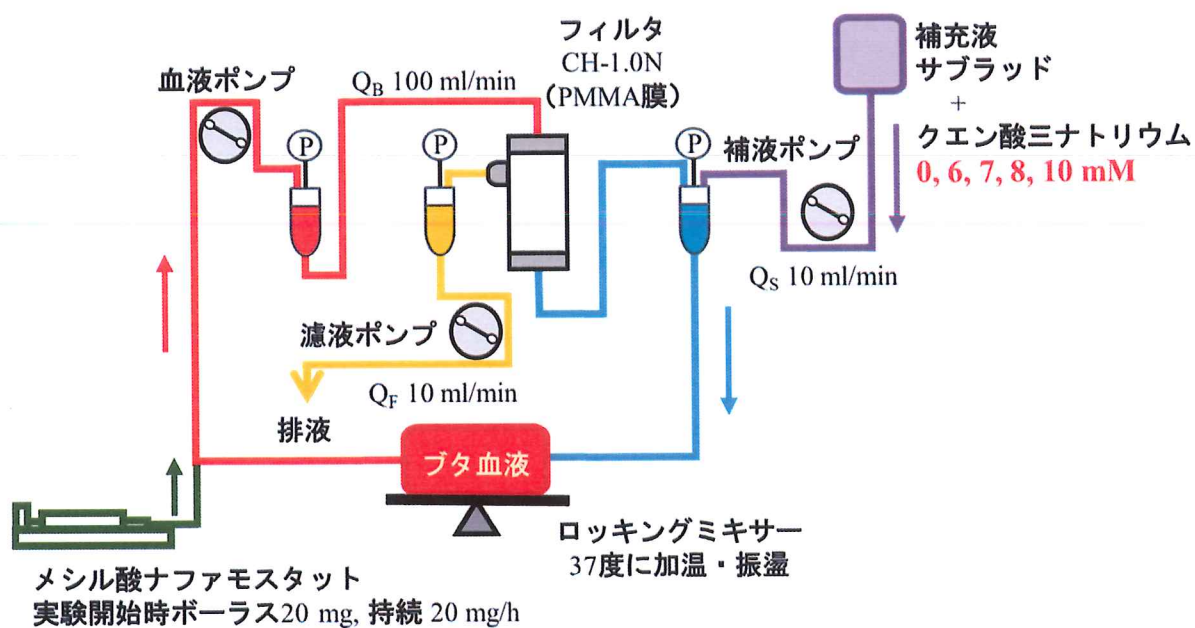 フィルタ
CH-1.0N
(PMMA膜)
補充液
サブラッド
+
クエン酸三ナトリウム
0, 6, 7, 8, 10 mM
血液ポンプ
QB 100 ml/min
P
P
P
補液ポンプ
QS 10 ml/min
濾液ポンプ
QF 10 ml/min
排液
ブタ血液
ロッキングミキサー
37度に加温・振盪
メシル酸ナファモスタット
実験開始時ボーラス20 mg, 持続 20 mg/h